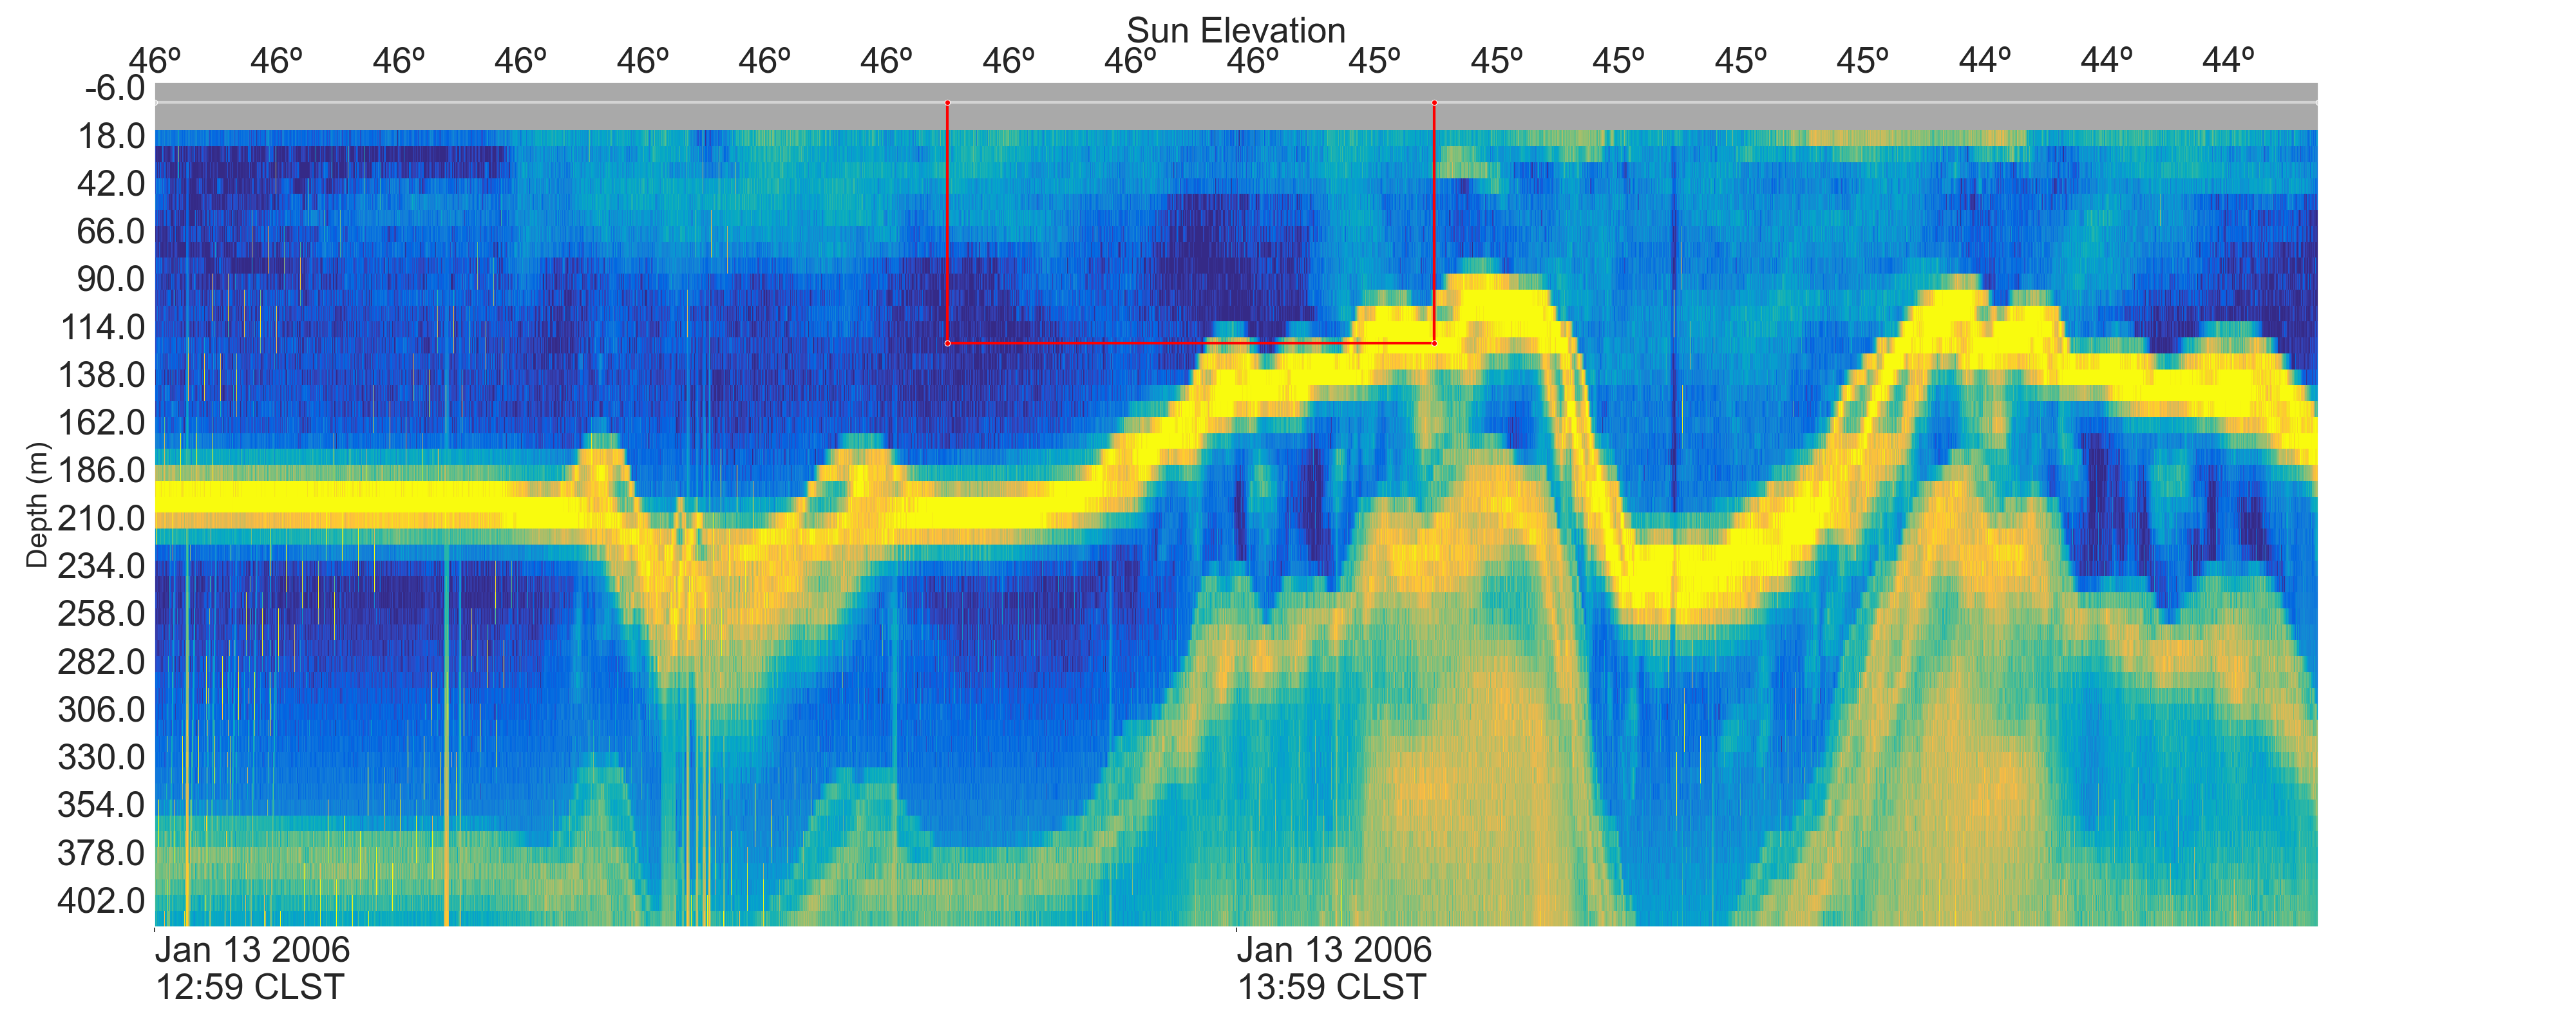 Sun Elevation
46º 46º 46º 46º 46º 46º 46º 46º 46º 46º 45º 45º 45º 45º 45º 44º 44º 44º
-6.0
18.0
42.0
66.0
90.0
114.0
138.0
162.0
186.0
210.0
234.0
258.0
282.0
306.0
330.0
354.0
378.0
402.0
Depth (m)
Jan 13 2006
12:59 CLST
Jan 13 2006
13:59 CLST